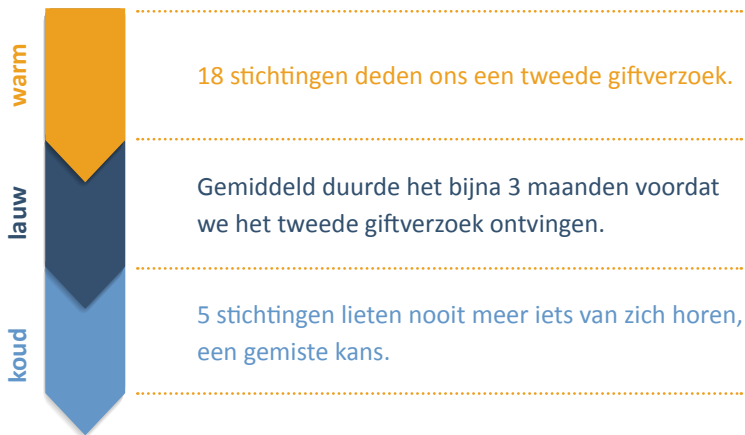 warm
18 stichtingen deden ons een tweede giftverzoek.
lauw
Gemiddeld duurde het bijna 3 maanden voordat
we het tweede giftverzoek ontvingen.
koud
5 stichtingen lieten nooit meer iets van zich horen,
een gemiste kans.